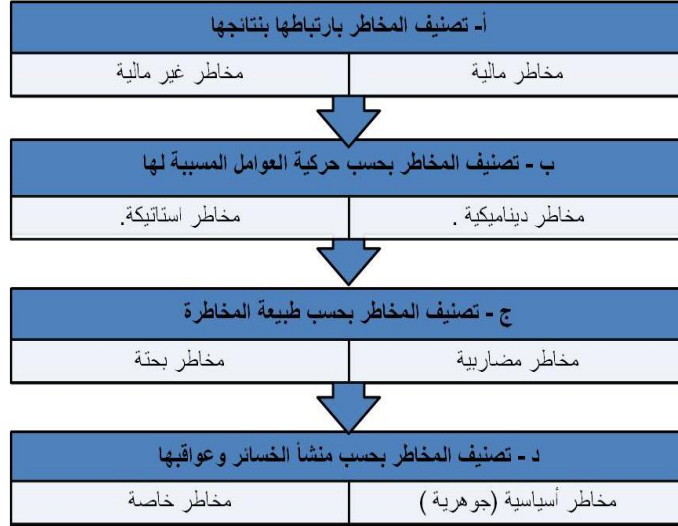 أ- تصنيف المخاطر بارتباطها بنتائجها
مخاطر مالية
مخاطر غير مالية
ب - تصنيف المخاطر بحسب حركية العوامل المسببة لها
مخاطر ديناميكية .
مخاطر استاتيكة.
ج - تصنيف المخاطر بحسب طبيعة المخاطرة
مخاطر مضاربية
مخاطر بحتة
د - تصنيف المخاطر بحسب منشأ الخسائر وعواقبها
مخاطر أسياسية (جوهرية )
مخاطر خاصة